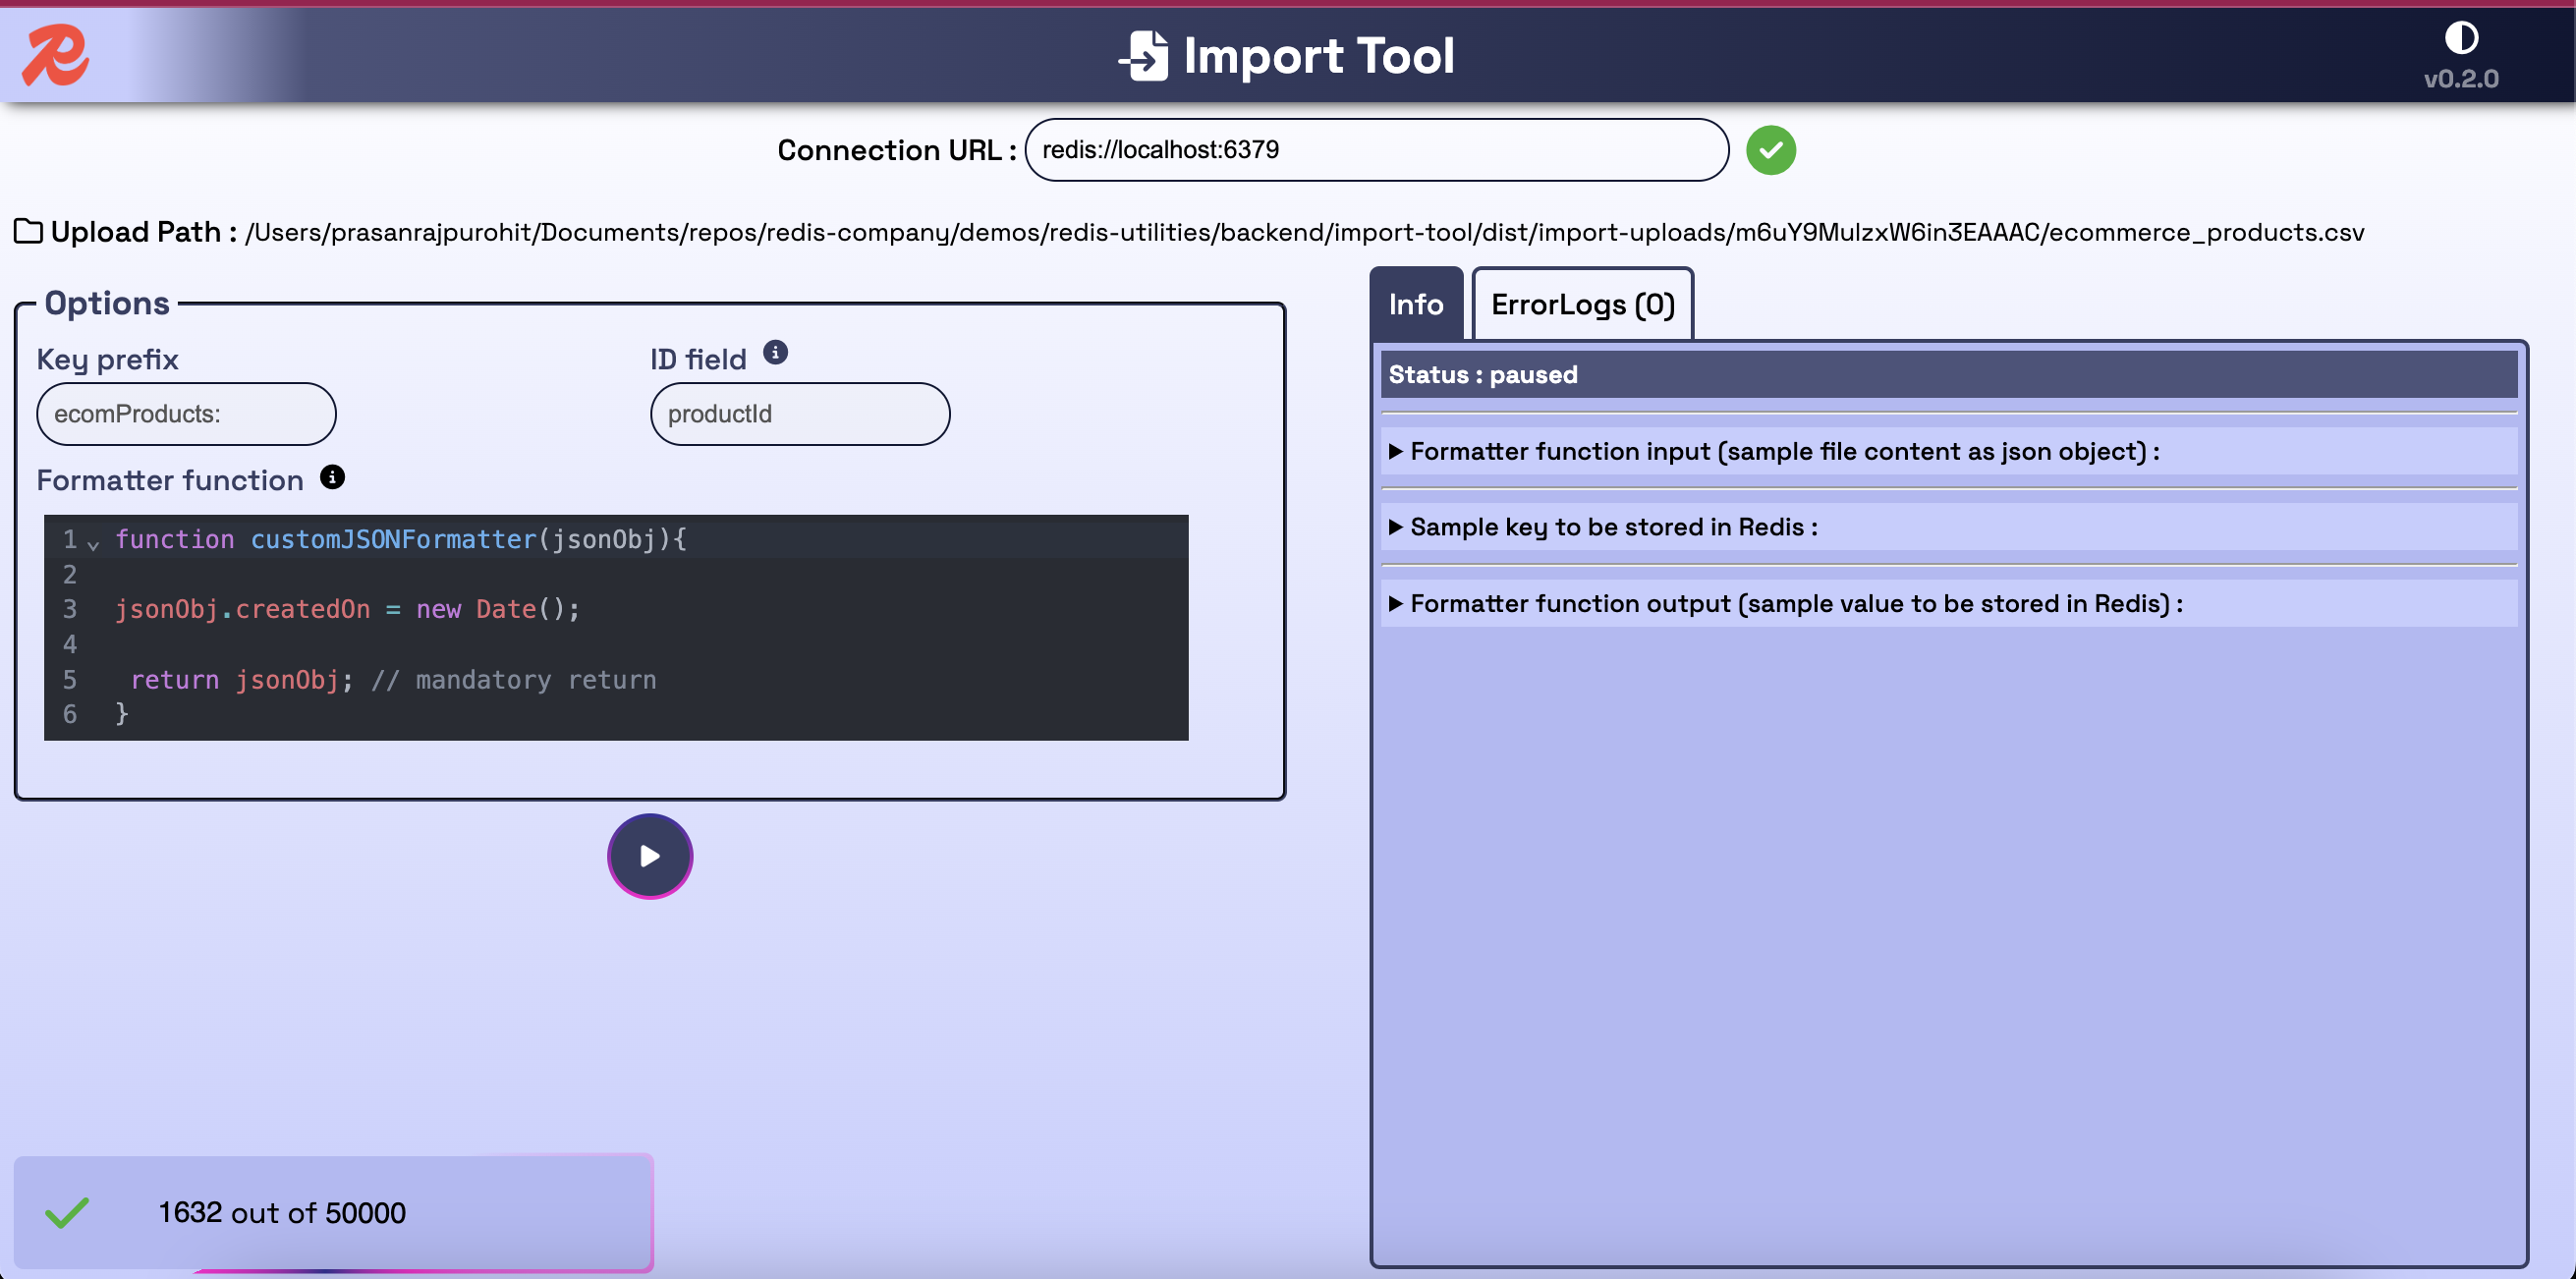 Import Tool
v0.2.0
Connection URL : redis://localhost:6379
Upload Path : /Users/prasanrajpurohit/Documents/repos/redis-company/demos/redis-utilities/backend/import-tool/dist/import-uploads/m6uY9MulzxW6in3EAAAC/ecommerce_products.csv
Options
Key prefix
ID field
ecomProducts:
productId
Formatter function
1 function customJSONFormatter(jsonObj){
2
3 jsonObj.createdOn = new Date();
4
5 return jsonObj; // mandatory return
6 }
1632 out of 50000
Info
ErrorLogs (0)
Status : paused
Formatter function input (sample file content as json object) :
Sample key to be stored in Redis :
Formatter function output (sample value to be stored in Redis) :